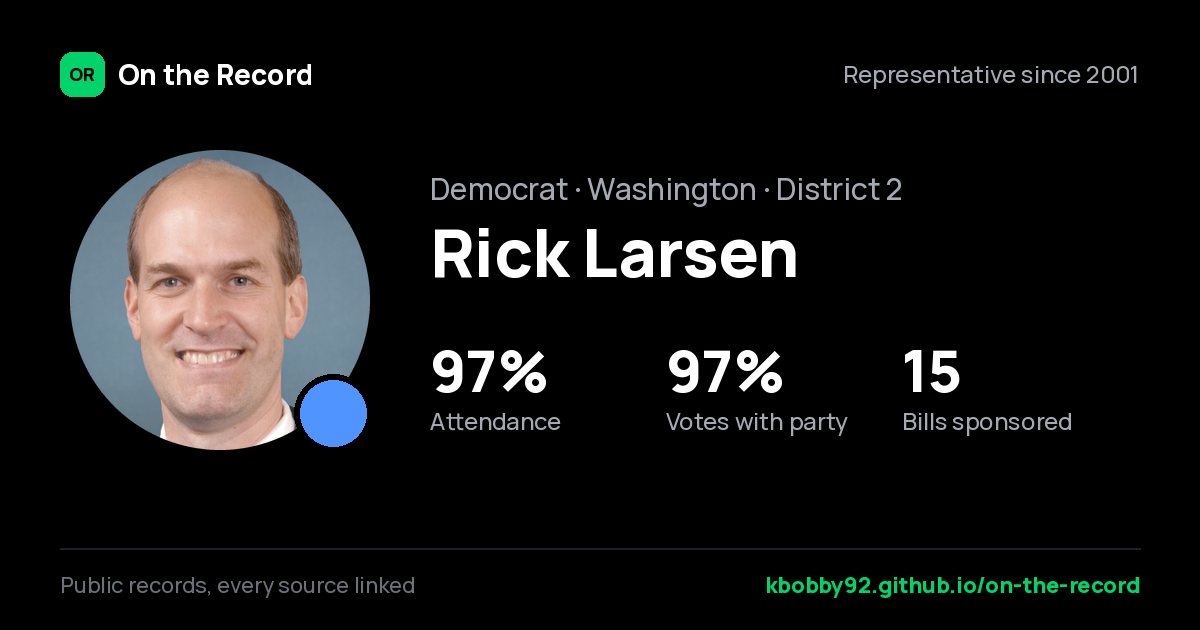 OR On the Record
Representative since 2001
Democrat · Washington · District 2
Rick Larsen
97% 97% 15
Attendance Votes with party Bills sponsored
Public records, every source linked
kbobby92.github.io/on-the-record